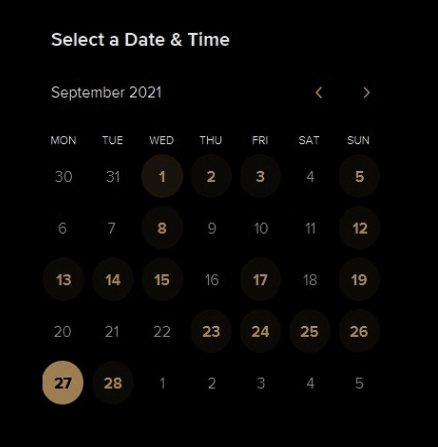 Select a Date & Time
September 2021
MON TUE WED THU FRI SAT SUN
30 31 1 2 3 4 5
6 7 8 9 10 11 12
13 14 15 16 17 18 19
20 21 22 23 24 25 26
27 28 1 2 3 4 5